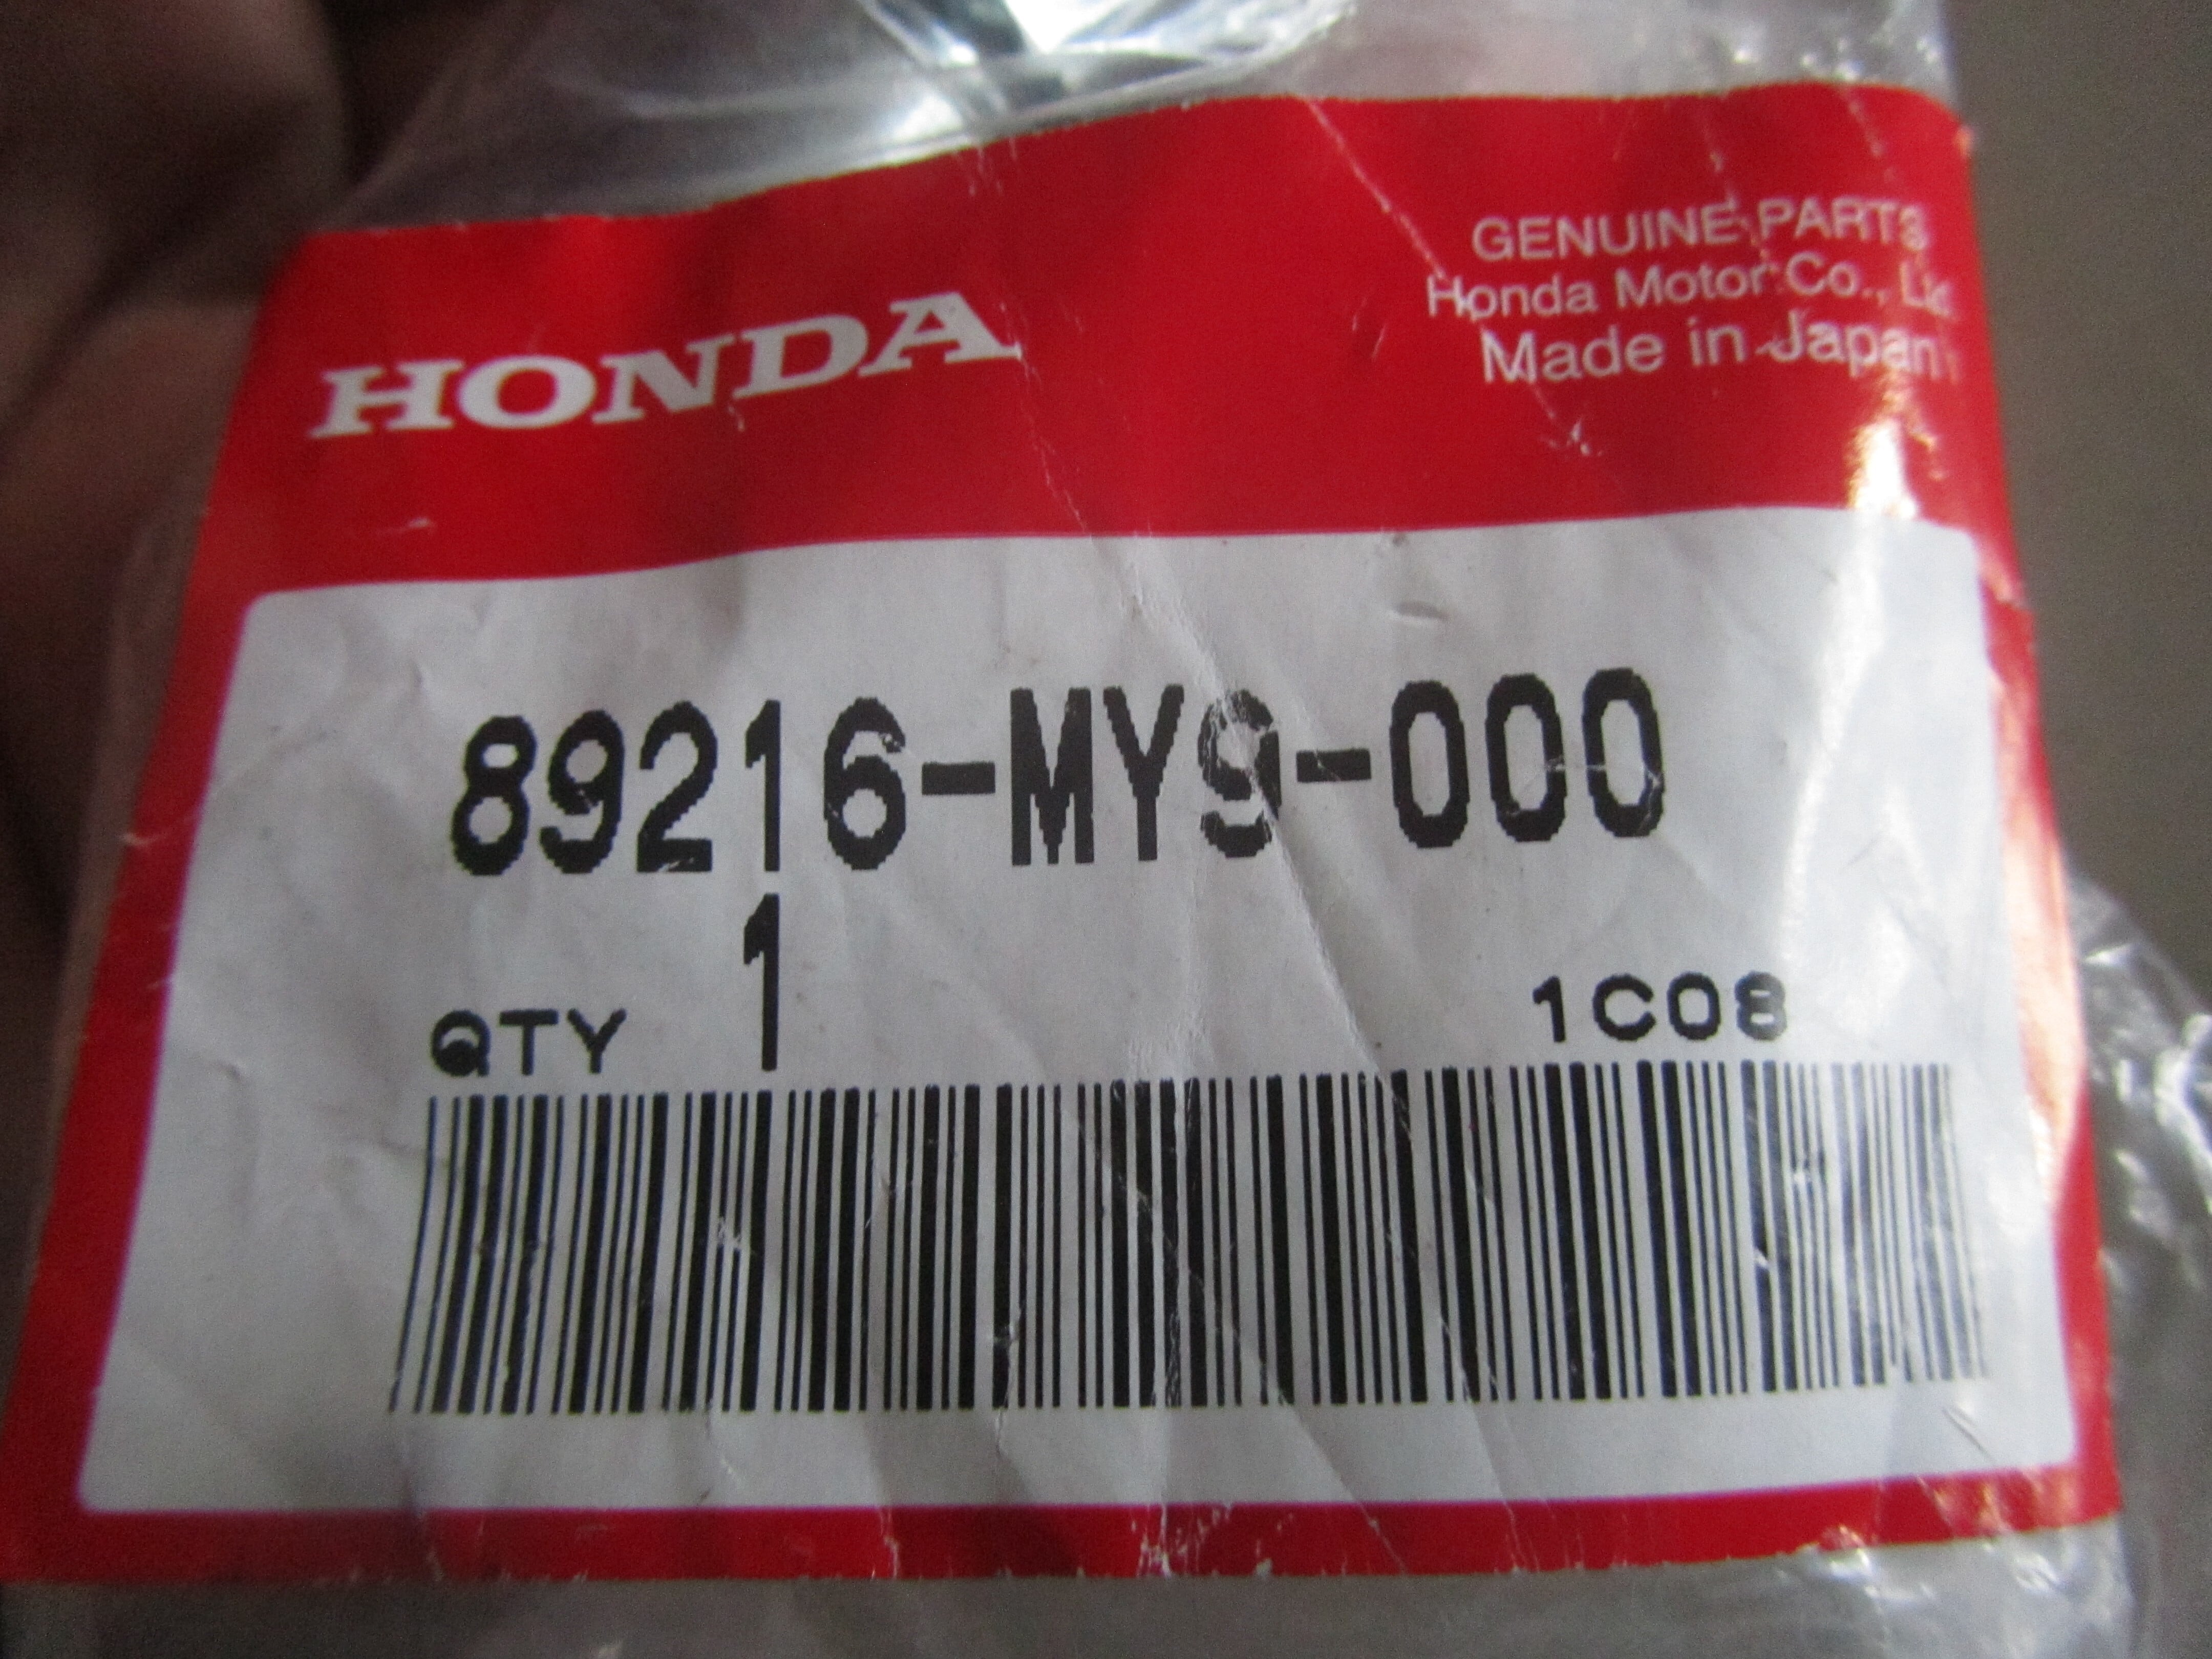 HONDA
GENUINE PARTS
Honda Motor Co., Ltd
Made in Japan
89216-MY9-000
QTY 1
1C08